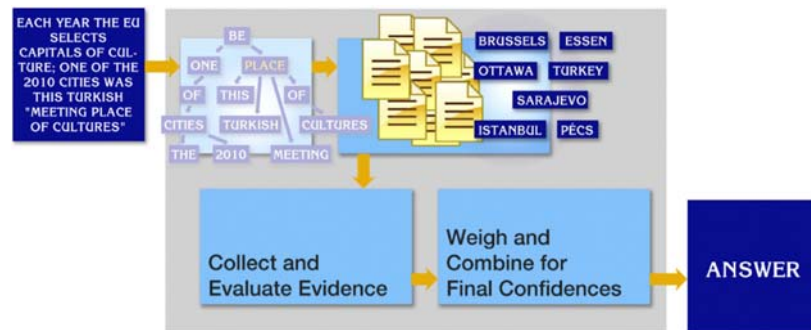 EACH YEAR THE EU
SELECTS
CAPITALS OF CUL-
TURE; ONE OF THE
2010 CITIES WAS
THIS TURKISH
"MEETING PLACE
OF CULTURES"
BE
ONE PLACE
OF THIS OF
CITIES TURKISH CULTURES
THE 2010 MEETING
BRUSSELS ESSEN
OTTAWA TURKEY
SARAJEVO
ISTANBUL PÉCS
Collect and
Evaluate Evidence
Weigh and
Combine for
Final Confidences
ANSWER